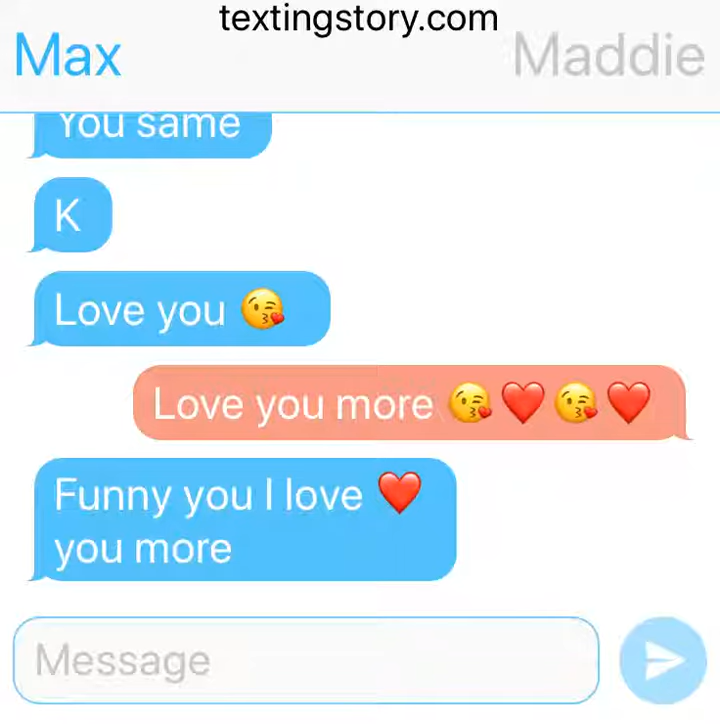 textingstory.com
Max Maddie
You same
K
Love you 😘
Love you more 😘❤️😘❤️
Funny you I love ❤️
you more
Message